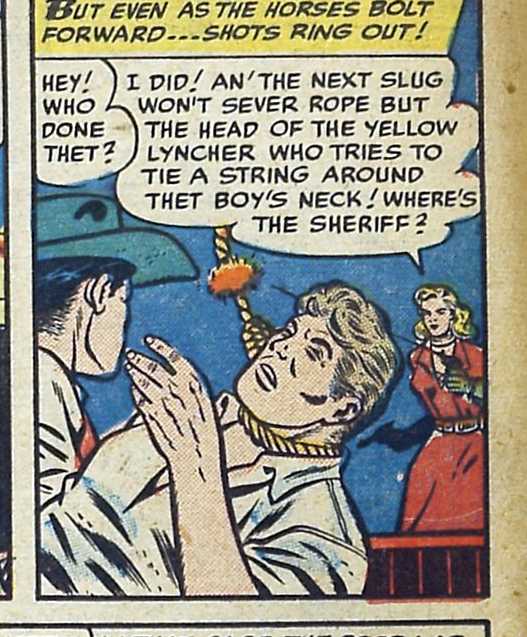 BUT EVEN AS THE HORSES BOLT
FORWARD---SHOTS RING OUT!
HEY!
WHO
DONE
THET?
I DID! AN' THE NEXT SLUG
WON'T SEVER ROPE BUT
THE HEAD OF THE YELLOW
LYNCHER WHO TRIES TO
TIE A STRING AROUND
THET BOY'S NECK! WHERE'S
THE SHERIFF?